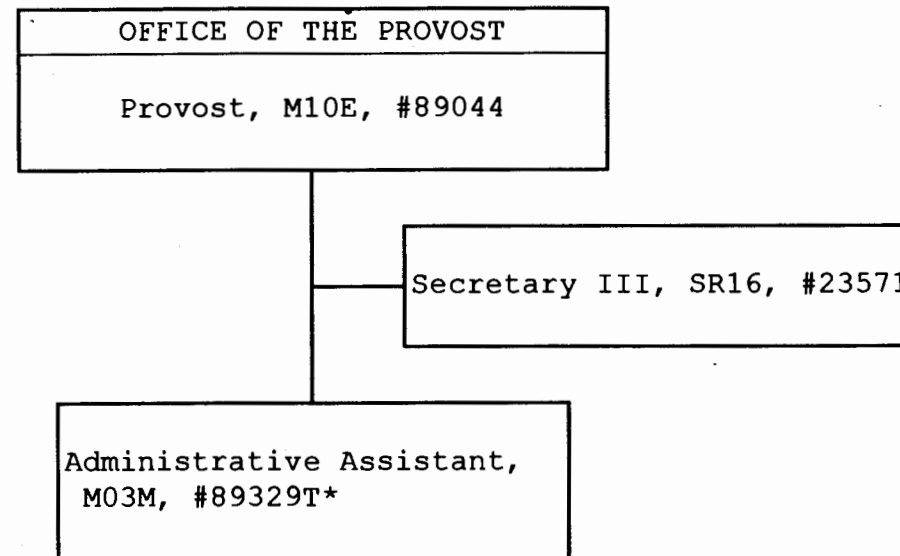 OFFICE OF THE PROVOST
Provost, M10E, #89044
Secretary III, SR16, #23571
Administrative Assistant,
M03M, #89329T*